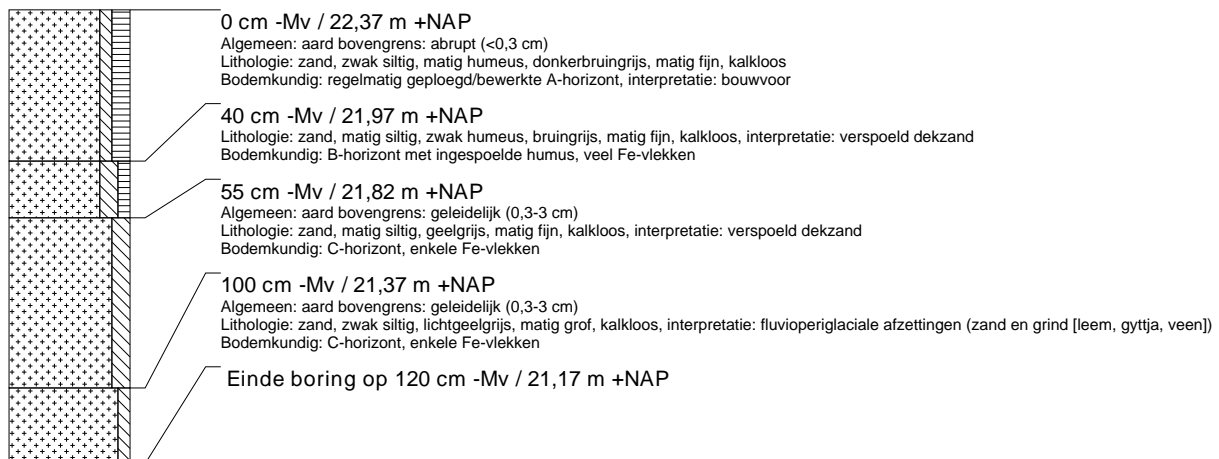 0 cm -Mv / 22,37 m +NAP
Algemeen: aard bovengrens: abrupt (<0,3 cm)
Lithologie: zand, zwak siltig, matig humeus, donkerbruingrijs, matig fijn, kalkloos
Bodemkundig: regelmatig geploegd/bewerkte A-horizont, interpretatie: bouwvoor
40 cm -Mv / 21,97 m +NAP
Lithologie: zand, matig siltig, zwak humeus, bruingrijs, matig fijn, kalkloos, interpretatie: verspoeld dekzand
Bodemkundig: B-horizont met ingespoelde humus, veel Fe-vlekken
55 cm -Mv / 21,82 m +NAP
Algemeen: aard bovengrens: geleidelijk (0,3-3 cm)
Lithologie: zand, matig siltig, geelgrijs, matig fijn, kalkloos, interpretatie: verspoeld dekzand
Bodemkundig: C-horizont, enkele Fe-vlekken
100 cm -Mv / 21,37 m +NAP
Algemeen: aard bovengrens: geleidelijk (0,3-3 cm)
Lithologie: zand, zwak siltig, lichtgeelgrijs, matig grof, kalkloos, interpretatie: fluvioperiglaciale afzettingen (zand en grind [leem, gyttja, veen])
Bodemkundig: C-horizont, enkele Fe-vlekken
Einde boring op 120 cm -Mv / 21,17 m +NAP